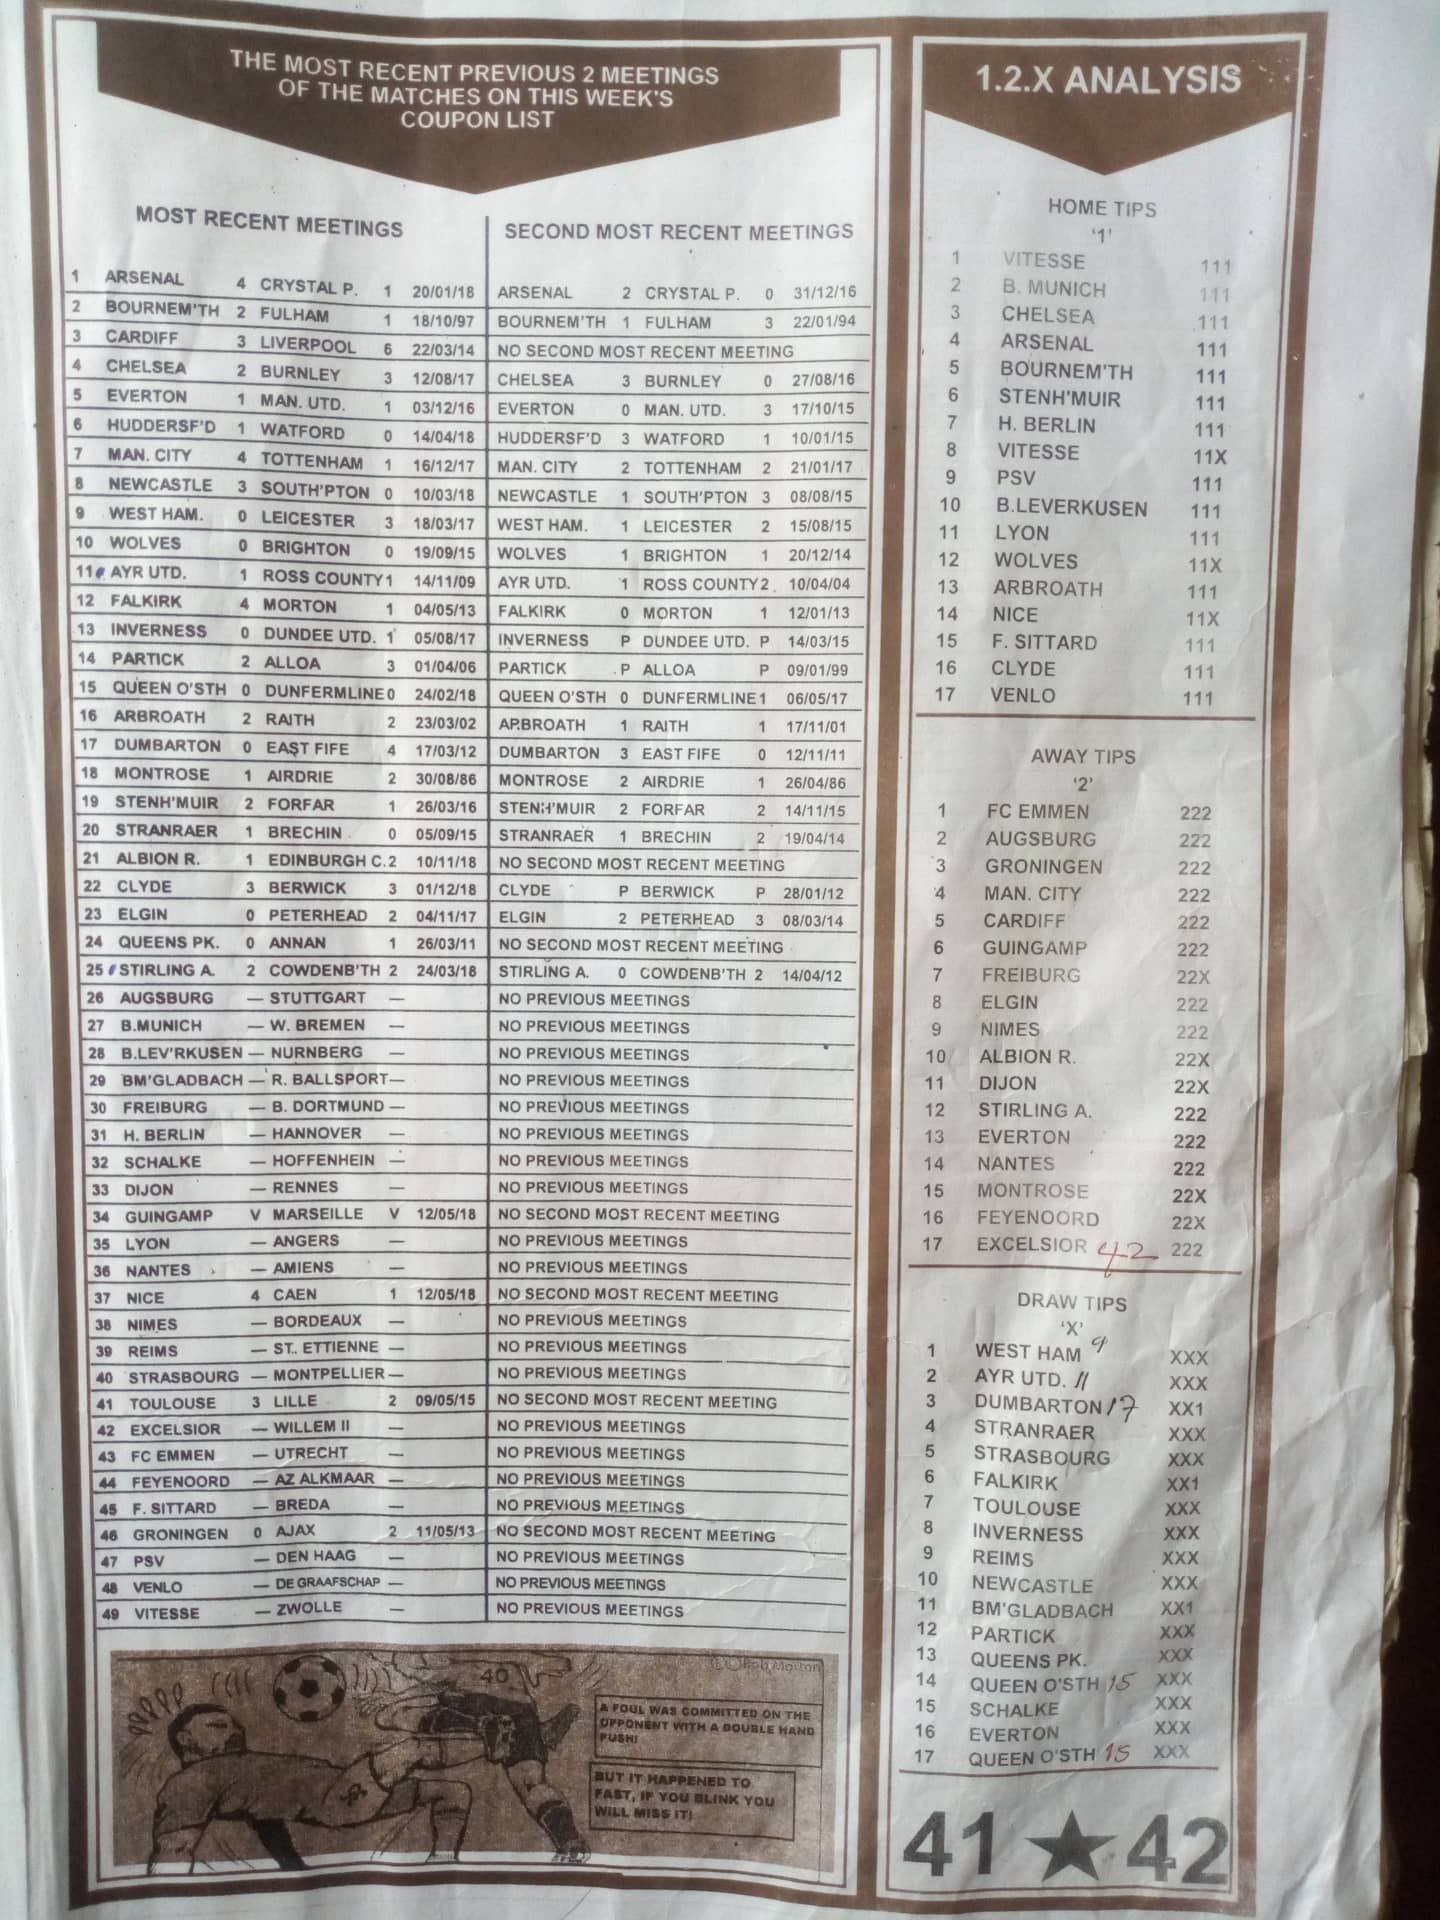 THE MOST RECENT PREVIOUS 2 MEETINGS
OF THE MATCHES ON THIS WEEK'S
COUPON LIST
MOST RECENT MEETINGS
SECOND MOST RECENT MEETINGS
1 ARSENAL 4 CRYSTAL P. 1 20/01/18 ARSENAL 2 CRYSTAL P. 0 31/12/16
2 BOURNEM'TH 2 FULHAM 1 18/10/97 BOURNEM'TH 1 FULHAM 3 22/01/94
3 CARDIFF 3 LIVERPOOL 6 22/03/14 NO SECOND MOST RECENT MEETING
4 CHELSEA 2 BURNLEY 3 12/08/17 CHELSEA 3 BURNLEY 0 27/08/16
5 EVERTON 1 MAN. UTD. 1 03/12/16 EVERTON 0 MAN. UTD. 3 17/10/15
6 HUDDERSF'D 1 WATFORD 0 14/04/18 HUDDERSF'D 3 WATFORD 1 10/01/15
7 MAN. CITY 4 TOTTENHAM 1 16/12/17 MAN. CITY 2 TOTTENHAM 2 21/01/17
8 NEWCASTLE 3 SOUTH'PTON 0 10/03/18 NEWCASTLE 1 SOUTH'PTON 3 08/08/15
9 WEST HAM. 0 LEICESTER 3 18/03/17 WEST HAM. 1 LEICESTER 2 15/08/15
10 WOLVES 0 BRIGHTON 0 19/09/15 WOLVES 1 BRIGHTON 1 20/12/14
11 AYR UTD. 1 ROSS COUNTY 1 14/11/09 AYR UTD. 1 ROSS COUNTY 2 10/04/04
12 FALKIRK 4 MORTON 1 04/05/13 FALKIRK 0 MORTON 1 12/01/13
13 INVERNESS 0 DUNDEE UTD. 1 05/08/17 INVERNESS P DUNDEE UTD. P 14/03/15
14 PARTICK 2 ALLOA 3 01/04/06 PARTICK P ALLOA P 09/01/99
15 QUEEN O'STH 0 DUNFERMLINE 0 24/02/18 QUEEN O'STH 0 DUNFERMLINE 1 06/05/17
16 ARBROATH 2 RAITH 2 23/03/02 ARBROATH 1 RAITH 1 17/11/01
17 DUMBARTON 0 EAST FIFE 4 17/03/12 DUMBARTON 3 EAST FIFE 0 12/11/11
18 MONTROSE 1 AIRDRIE 2 30/08/86 MONTROSE 2 AIRDRIE 1 26/04/86
19 STENH'MUIR 2 FORFAR 1 26/03/16 STENH'MUIR 2 FORFAR 2 14/11/15
20 STRANRAER 1 BRECHIN 0 05/09/15 STRANRAER 1 BRECHIN 2 19/04/14
21 ALBION R. 1 EDINBURGH C. 2 10/11/18 NO SECOND MOST RECENT MEETING
22 CLYDE 3 BERWICK 3 01/12/18 CLYDE P BERWICK P 28/01/12
23 ELGIN 0 PETERHEAD 2 04/11/17 ELGIN 2 PETERHEAD 3 08/03/14
24 QUEENS PK. 0 ANNAN 1 26/03/11 NO SECOND MOST RECENT MEETING
25 STIRLING A. 2 COWDENB'TH 2 24/03/18 STIRLING A. 0 COWDENB'TH 2 14/04/12
26 AUGSBURG — STUTTGART — NO PREVIOUS MEETINGS
27 B.MUNICH — W. BREMEN — NO PREVIOUS MEETINGS
28 B.LEV'RKUSEN — NURNBERG — NO PREVIOUS MEETINGS
29 BM'GLADBACH — R. BALLSPORT — NO PREVIOUS MEETINGS
30 FREIBURG — B. DORTMUND — NO PREVIOUS MEETINGS
31 H. BERLIN — HANNOVER — NO PREVIOUS MEETINGS
32 SCHALKE — HOFFENHEIN — NO PREVIOUS MEETINGS
33 DIJON — RENNES — NO PREVIOUS MEETINGS
34 GUINGAMP V MARSEILLE V 12/05/18 NO SECOND MOST RECENT MEETING
35 LYON — ANGERS — NO PREVIOUS MEETINGS
36 NANTES — AMIENS — NO PREVIOUS MEETINGS
37 NICE 4 CAEN 1 12/05/18 NO SECOND MOST RECENT MEETING
38 NIMES — BORDEAUX — NO PREVIOUS MEETINGS
39 REIMS — ST. ETTIENNE — NO PREVIOUS MEETINGS
40 STRASBOURG — MONTPELLIER — NO PREVIOUS MEETINGS
41 TOULOUSE 3 LILLE 2 09/05/15 NO SECOND MOST RECENT MEETING
42 EXCELSIOR — WILLEM II — NO PREVIOUS MEETINGS
43 FC EMMEN — UTRECHT — NO PREVIOUS MEETINGS
44 FEYENOORD — AZ ALKMAAR — NO PREVIOUS MEETINGS
45 F. SITTARD — BREDA — NO PREVIOUS MEETINGS
46 GRONINGEN 0 AJAX 2 11/05/13 NO SECOND MOST RECENT MEETING
47 PSV — DEN HAAG — NO PREVIOUS MEETINGS
48 VENLO — DE GRAAFSCHAP — NO PREVIOUS MEETINGS
49 VITESSE — ZWOLLE — NO PREVIOUS MEETINGS
40
© Rob Morton
A FOUL WAS COMMITTED ON THE
OPPONENT WITH A DOUBLE HAND
PUSH!
BUT IT HAPPENED TO
FAST, IF YOU BLINK YOU
WILL MISS IT!
1.2.X ANALYSIS
HOME TIPS
'1'
1 VITESSE 111
2 B. MUNICH 111
3 CHELSEA 111
4 ARSENAL 111
5 BOURNEM'TH 111
6 STENH'MUIR 111
7 H. BERLIN 111
8 VITESSE 11X
9 PSV 111
10 B.LEVERKUSEN 111
11 LYON 111
12 WOLVES 11X
13 ARBROATH 111
14 NICE 11X
15 F. SITTARD 111
16 CLYDE 111
17 VENLO 111
AWAY TIPS
'2'
1 FC EMMEN 222
2 AUGSBURG 222
3 GRONINGEN 222
4 MAN. CITY 222
5 CARDIFF 222
6 GUINGAMP 222
7 FREIBURG 22X
8 ELGIN 222
9 NIMES 222
10 ALBION R. 22X
11 DIJON 22X
12 STIRLING A. 222
13 EVERTON 222
14 NANTES 222
15 MONTROSE 22X
16 FEYENOORD 22X
17 EXCELSIOR 42 222
DRAW TIPS
'X'
1 WEST HAM 9 XXX
2 AYR UTD. 11 XXX
3 DUMBARTON 17 XX1
4 STRANRAER XXX
5 STRASBOURG XXX
6 FALKIRK XX1
7 TOULOUSE XXX
8 INVERNESS XXX
9 REIMS XXX
10 NEWCASTLE XXX
11 BM'GLADBACH XX1
12 PARTICK XXX
13 QUEENS PK. XXX
14 QUEEN O'STH 15 XXX
15 SCHALKE XXX
16 EVERTON XXX
17 QUEEN O'STH 15 XXX
41 ★ 42